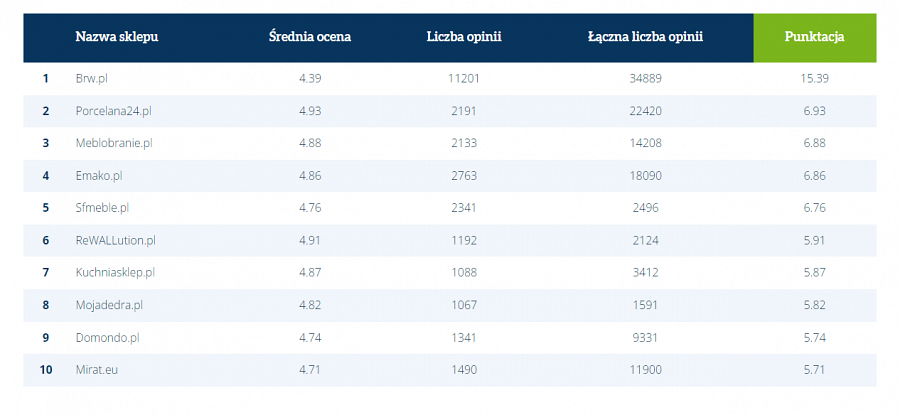 Nazwa sklepu Średnia ocena Liczba opinii Łączna liczba opinii Punktacja
1 Brw.pl 4.39 11201 34889 15.39
2 Porcelana24.pl 4.93 2191 22420 6.93
3 Meblobranie.pl 4.88 2133 14208 6.88
4 Emako.pl 4.86 2763 18090 6.86
5 Sfmeble.pl 4.76 2341 2496 6.76
6 ReWALLution.pl 4.91 1192 2124 5.91
7 Kuchniasklep.pl 4.87 1088 3412 5.87
8 Mojadedra.pl 4.82 1067 1591 5.82
9 Domondo.pl 4.74 1341 9331 5.74
10 Mirat.eu 4.71 1490 11900 5.71